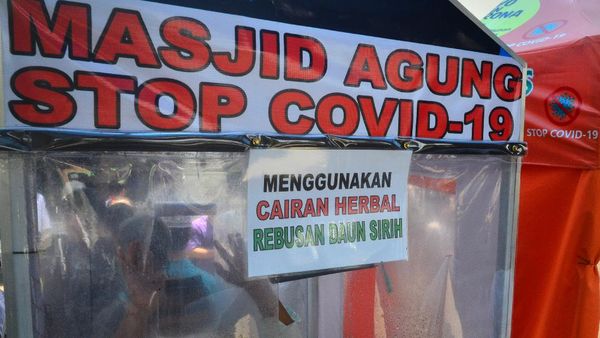 MASJID AGUNG
STOP COVID-19
MENGGUNAKAN
CAIRAN HERBAL
REBUSAN DAUN SIRIH
STOP COVID-19